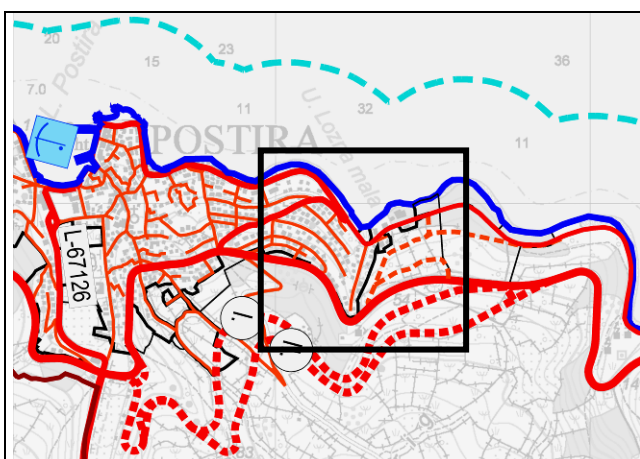 20
23
36
15
7.0
L. Postira
11
32
POSTIRA
U. Lozna mala
11
L-67126
i.